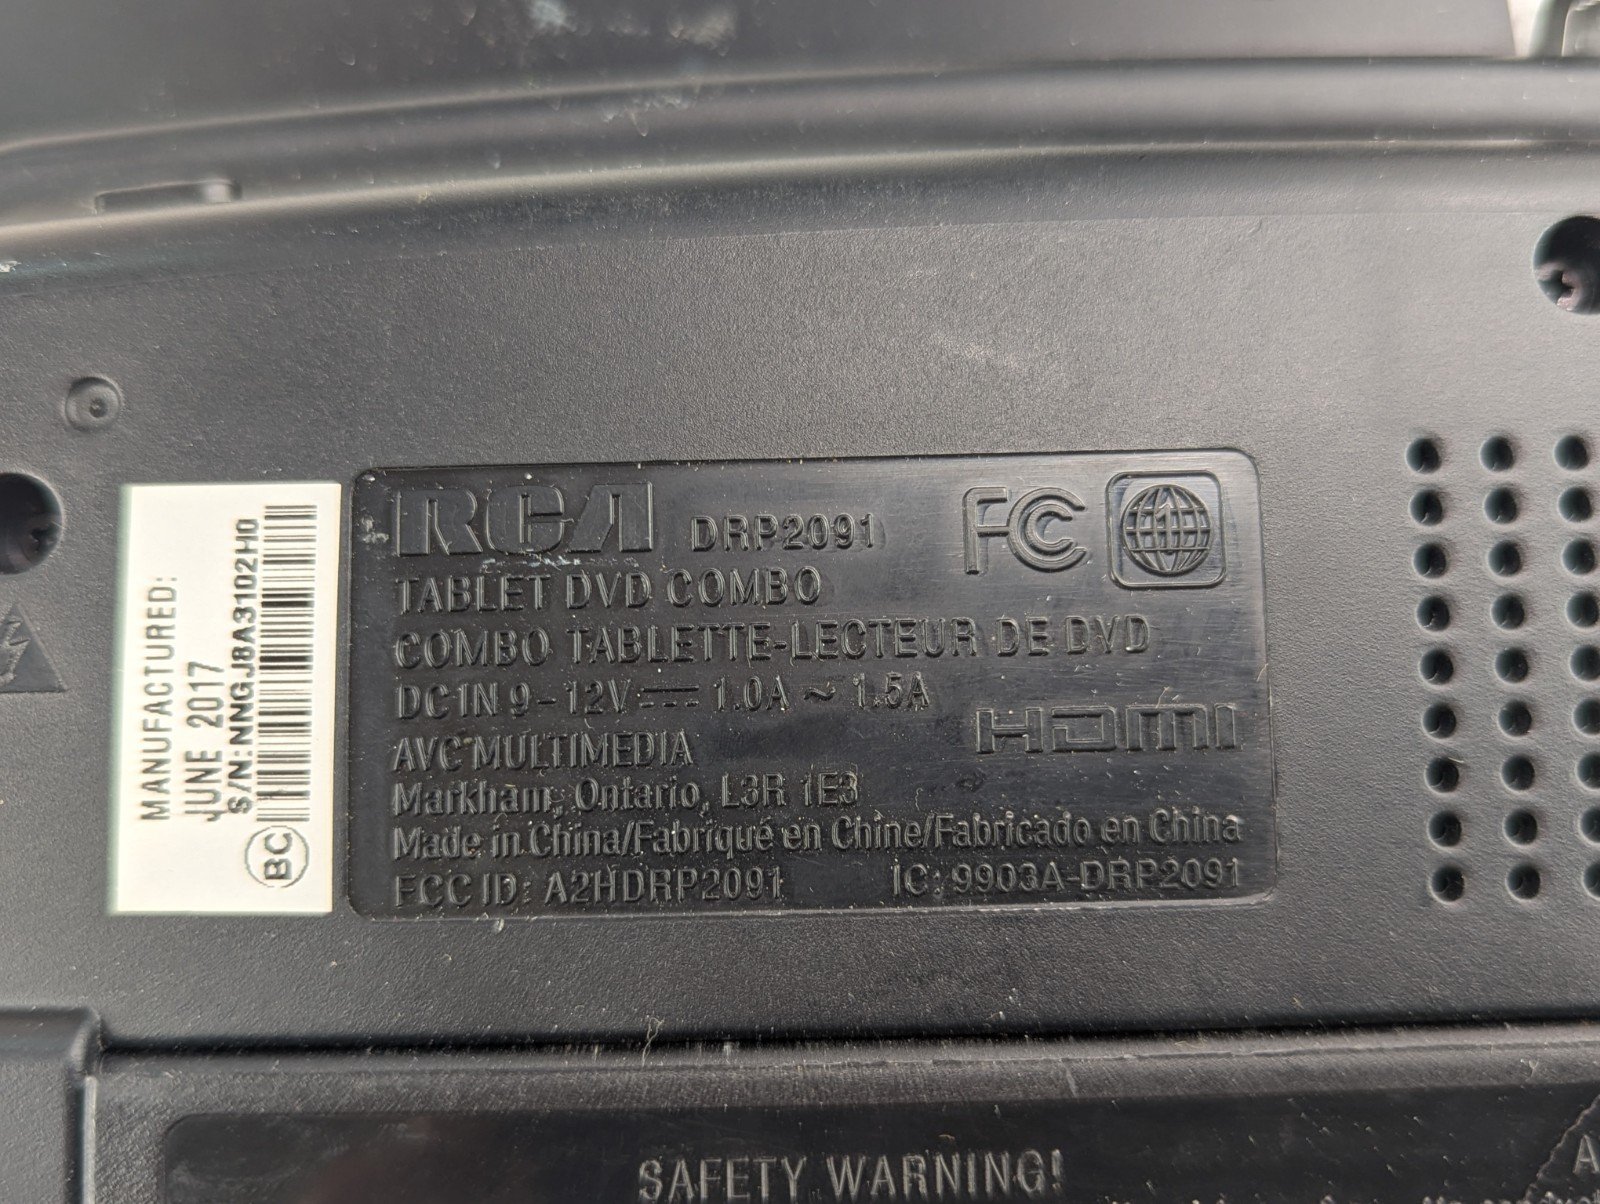 MANUFACTURED:
JUNE 2017
S/N:NNGJ8A3102H0
BC
RCA DRP2091
FC
1
TABLET DVD COMBO
COMBO TABLETTE-LECTEUR DE DVD
DC IN 9-12V ⎓ 1.0A ~ 1.5A
HDMI
AVC MULTIMEDIA
Markham, Ontario, L3R 1E3
Made in China/Fabriqué en Chine/Fabricado en China
FCC ID: A2HDRP2091 IC: 9903A-DRP2091
SAFETY WARNING!